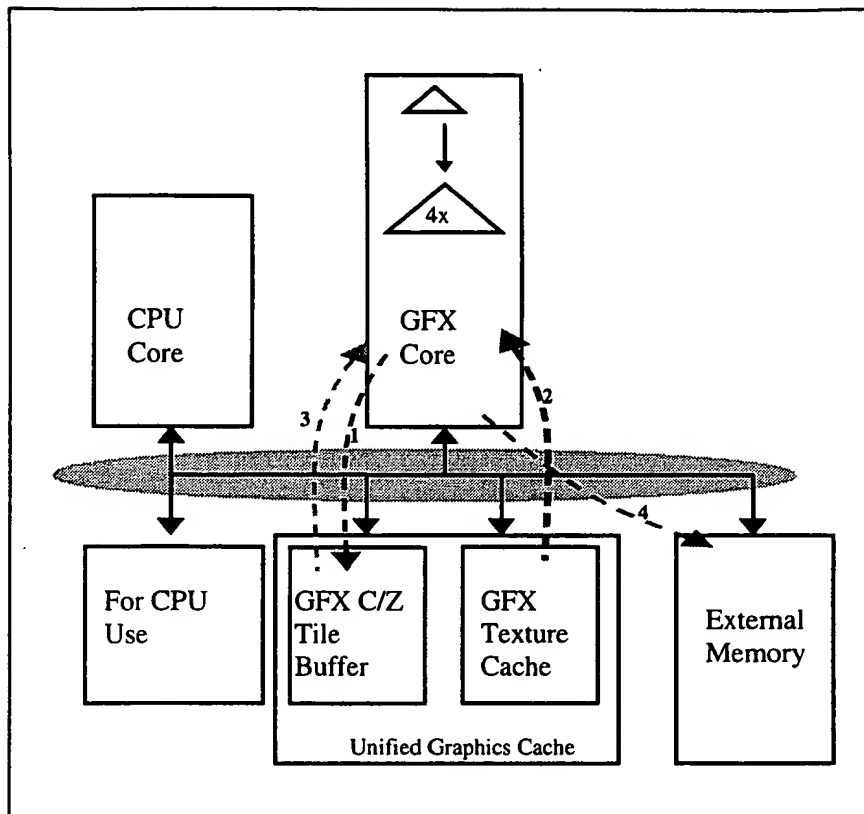 4x
CPU
Core
GFX
Core
3
1
2
4
For CPU
Use
GFX C/Z
Tile
Buffer
GFX
Texture
Cache
External
Memory
Unified Graphics Cache